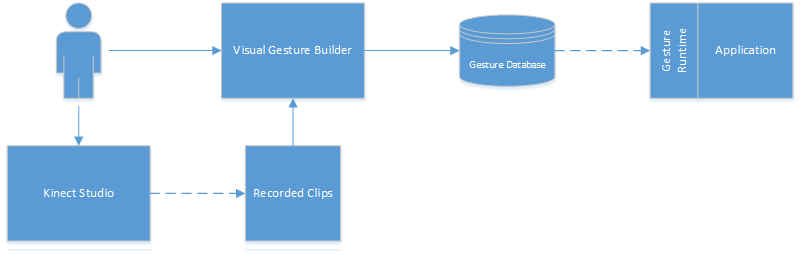 Visual Gesture Builder
Gesture Database
Gesture
Runtime
Application
Kinect Studio
Recorded Clips